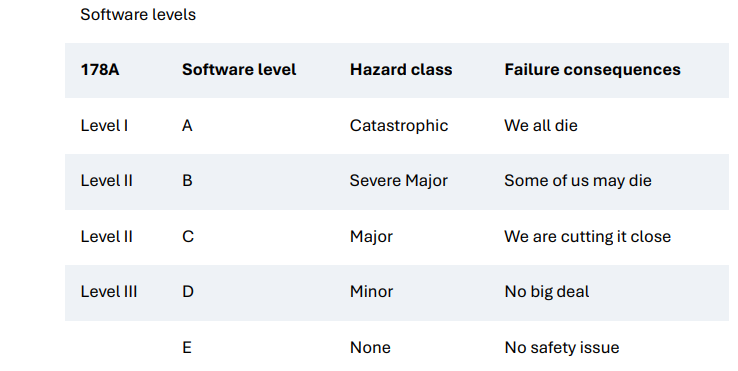 Software levels
178A Software level Hazard class Failure consequences
Level I A Catastrophic We all die
Level II B Severe Major Some of us may die
Level II C Major We are cutting it close
Level III D Minor No big deal
E None No safety issue